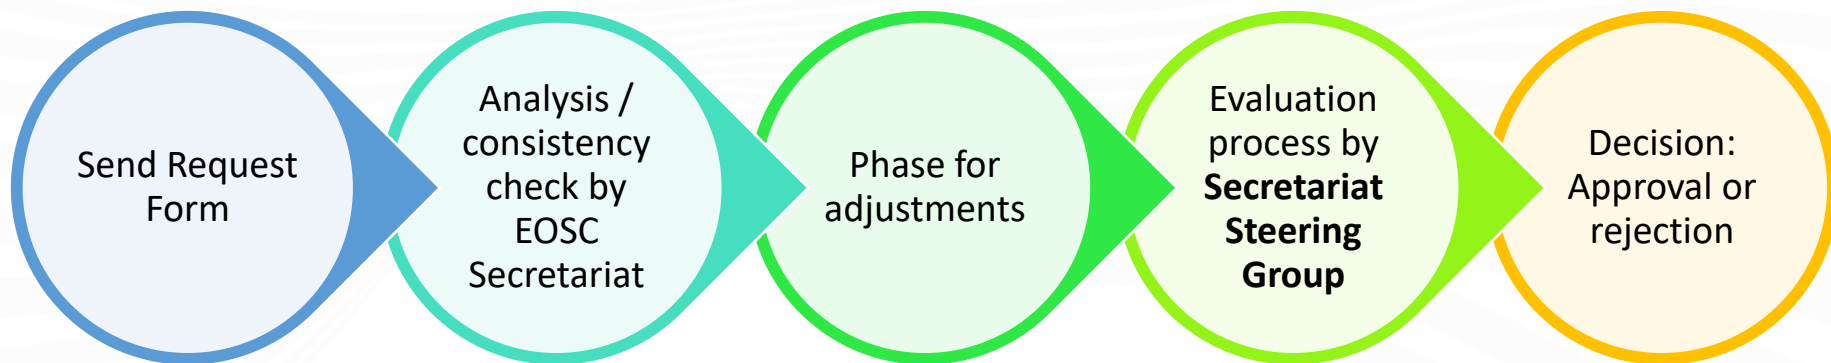 Send Request
Form
Analysis /
consistency
check by
EOSC
Secretariat
Phase for
adjustments
Evaluation
process by
Secretariat
Steering
Group
Decision:
Approval or
rejection